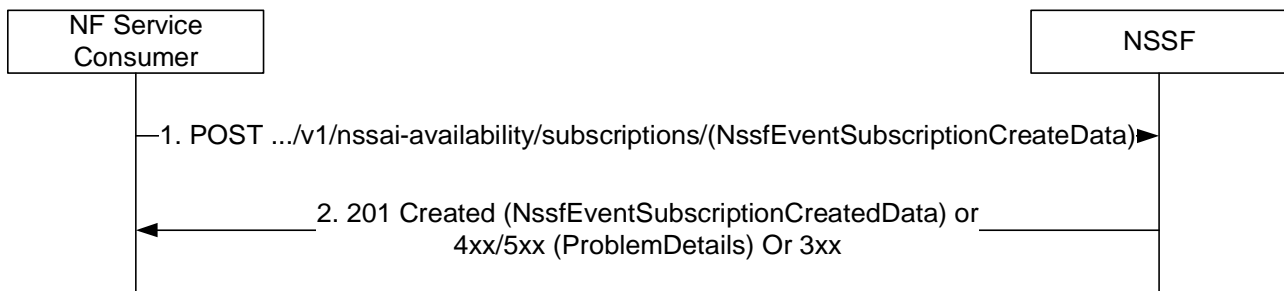 NF Service
Consumer
NSSF
1. POST .../v1/nssai-availability/subscriptions/(NssfEventSubscriptionCreateData)
2. 201 Created (NssfEventSubscriptionCreatedData) or
4xx/5xx (ProblemDetails) Or 3xx